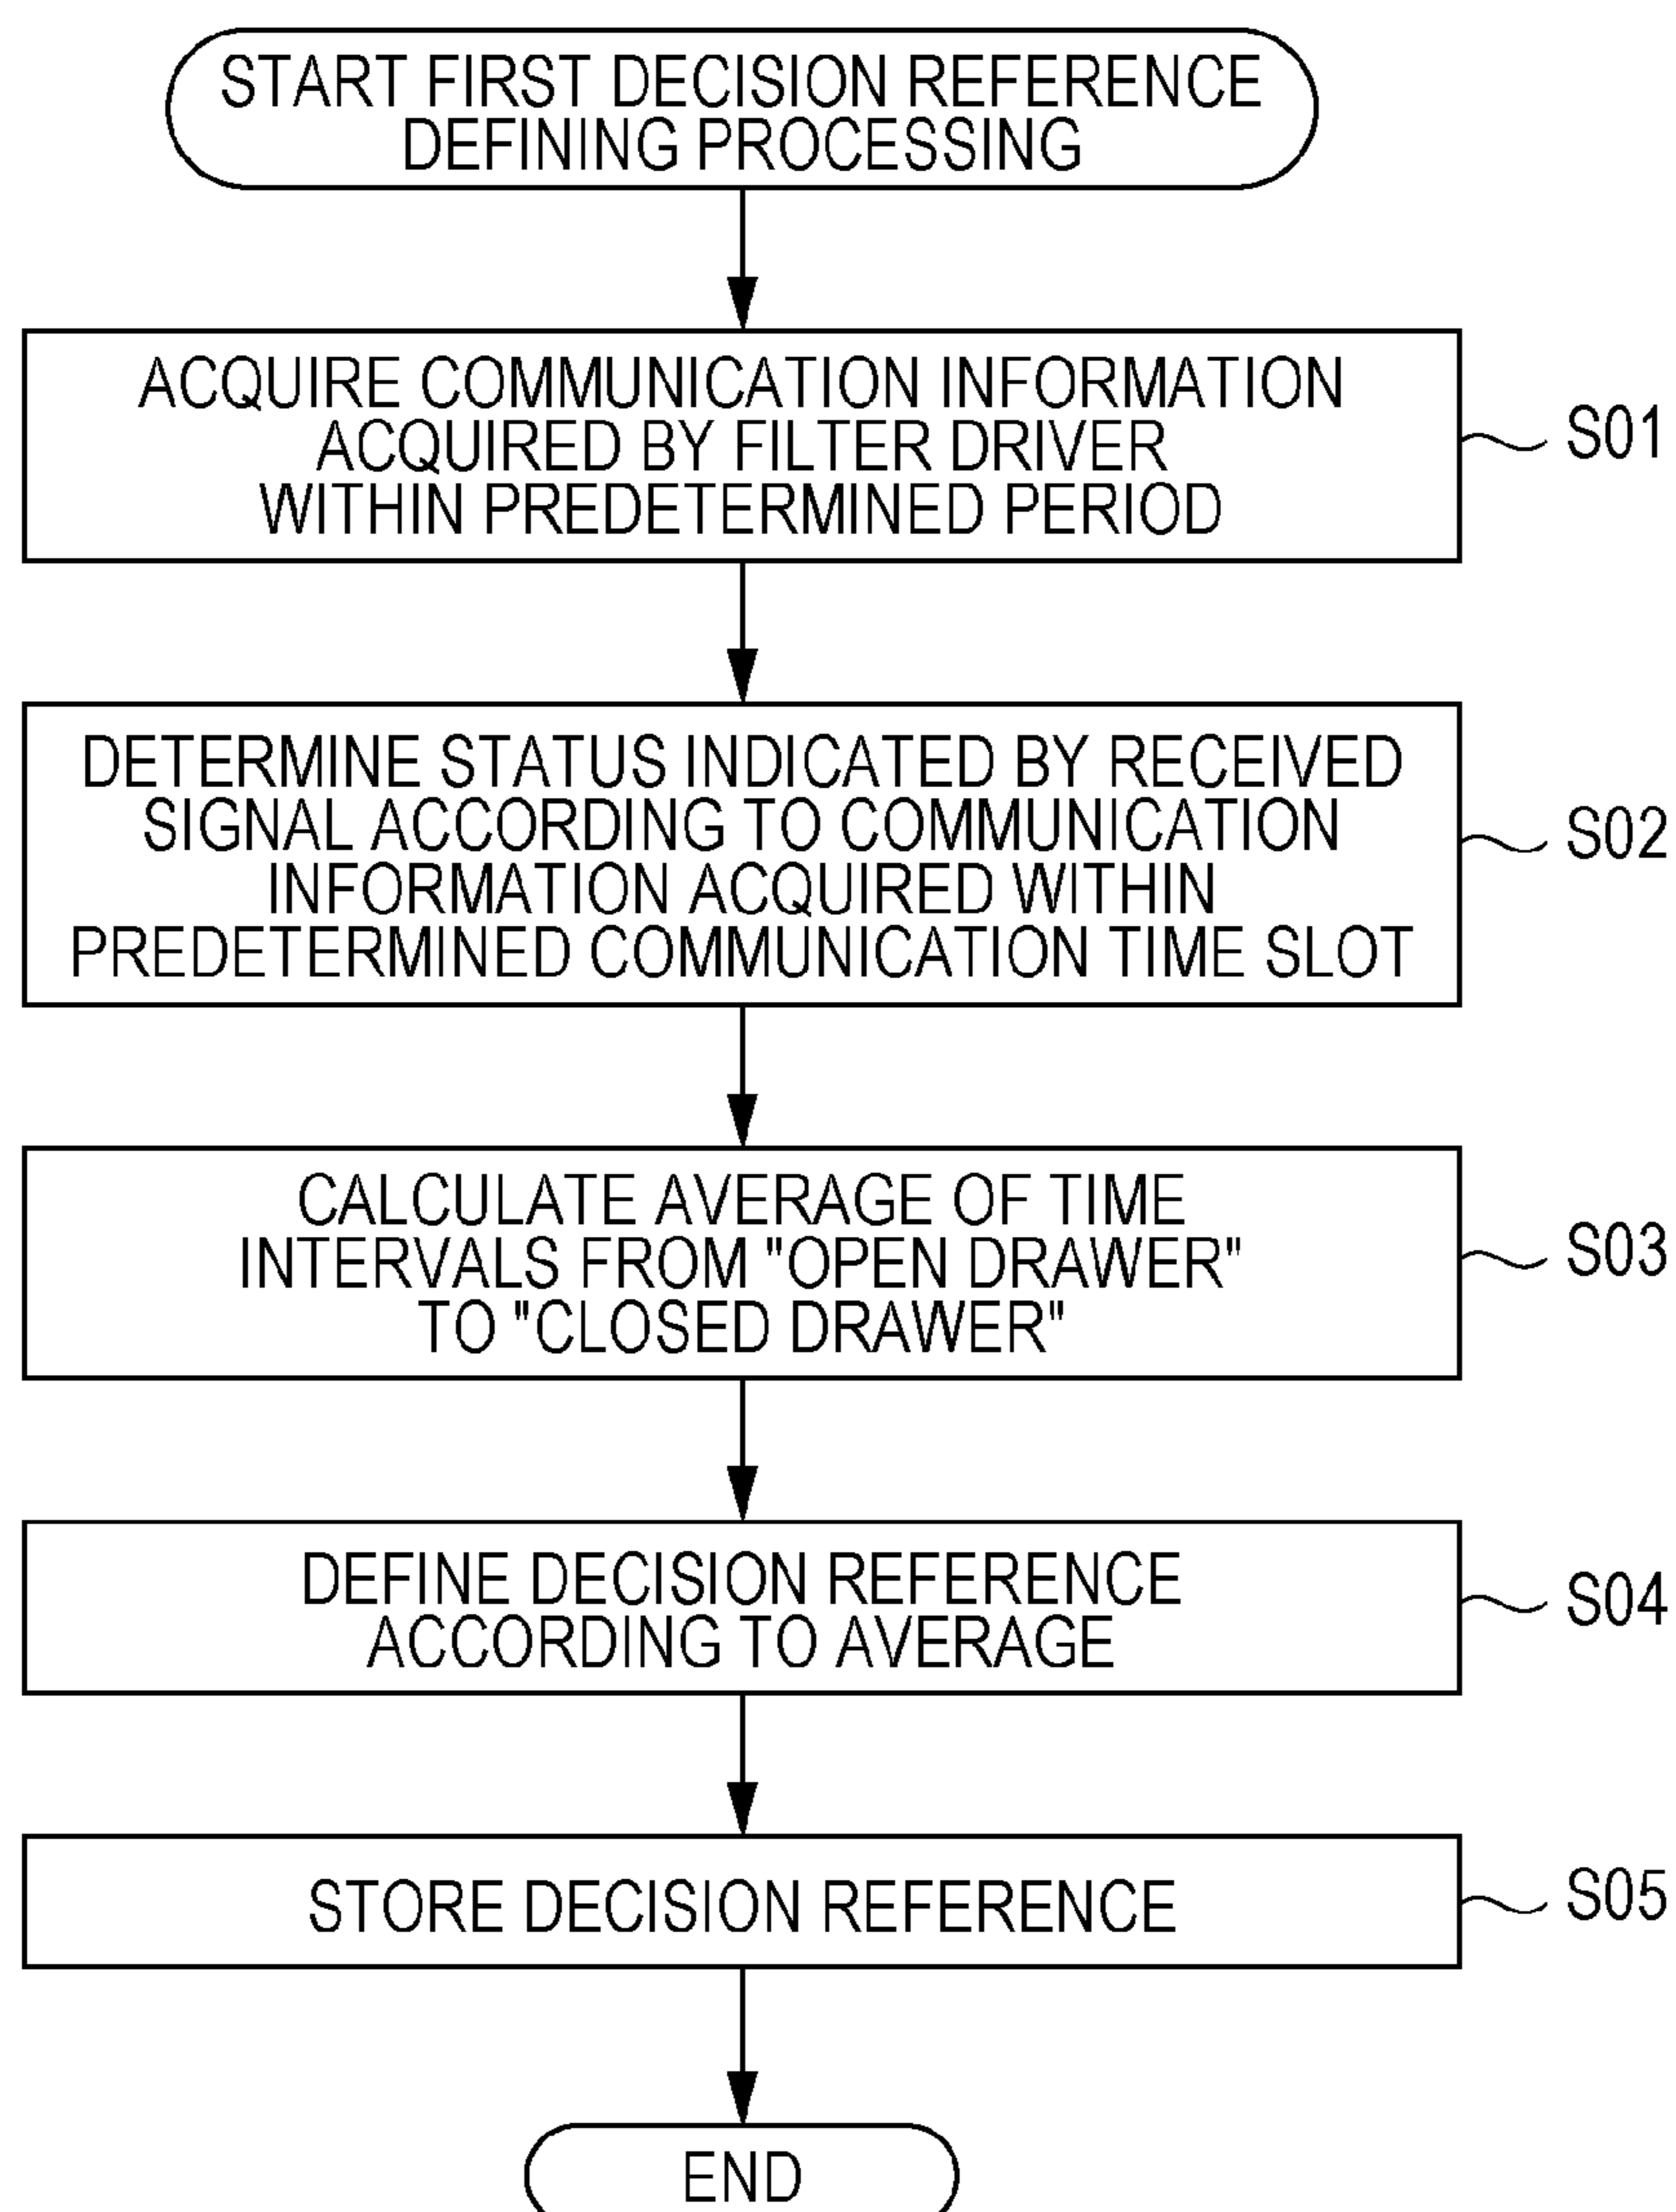 START FIRST DECISION REFERENCE
DEFINING PROCESSING
ACQUIRE COMMUNICATION INFORMATION
ACQUIRED BY FILTER DRIVER
WITHIN PREDETERMINED PERIOD
S01
DETERMINE STATUS INDICATED BY RECEIVED
SIGNAL ACCORDING TO COMMUNICATION
INFORMATION ACQUIRED WITHIN
PREDETERMINED COMMUNICATION TIME SLOT
S02
CALCULATE AVERAGE OF TIME
INTERVALS FROM "OPEN DRAWER"
TO "CLOSED DRAWER"
S03
DEFINE DECISION REFERENCE
ACCORDING TO AVERAGE
S04
STORE DECISION REFERENCE
S05
END